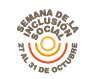 SEMANA DE LA
INCLUSIÓN
SOCIAL
27 AL 31 DE OCTUBRE